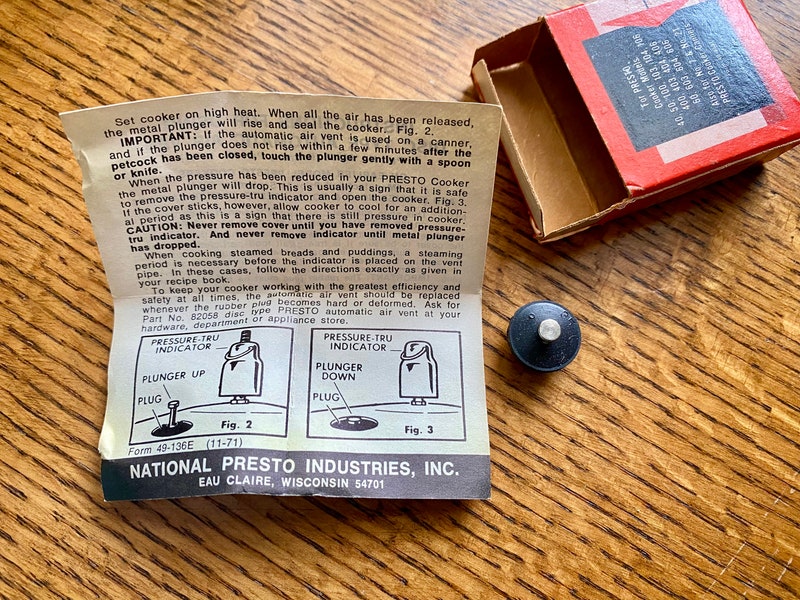 Set cooker on high heat. When all the air has been released,
the metal plunger will rise and seal the cooker. Fig. 2.
IMPORTANT: If the automatic air vent is used on a canner,
and if the plunger does not rise within a few minutes after the
petcock has been closed, touch the plunger gently with a spoon
or knife.
When the pressure has been reduced in your PRESTO Cooker
the metal plunger will drop. This is usually a sign that it is safe
to remove the pressure-tru indicator and open the cooker. Fig. 3.
If the cover sticks, however, allow cooker to cool for an addition-
al period as this is a sign that there is still pressure in cooker.
CAUTION: Never remove cover until you have removed pressure-
tru indicator. And never remove indicator until metal plunger
has dropped.
When cooking steamed breads and puddings, a steaming
period is necessary before the indicator is placed on the vent
pipe. In these cases, follow the directions exactly as given in
your recipe book.
To keep your cooker working with the greatest efficiency and
safety at all times, the automatic air vent should be replaced
whenever the rubber plug becomes hard or deformed. Ask for
Part No. 82058 disc type PRESTO automatic air vent at your
hardware, department or appliance store.
PRESSURE-TRU
INDICATOR
PLUNGER UP
PLUG
Fig. 2
PRESSURE-TRU
INDICATOR
PLUNGER
DOWN
PLUG
Fig. 3
Form 49-136E (11-71)
NATIONAL PRESTO INDUSTRIES, INC.
EAU CLAIRE, WISCONSIN 54701
For PRESTO
Cooker Models: